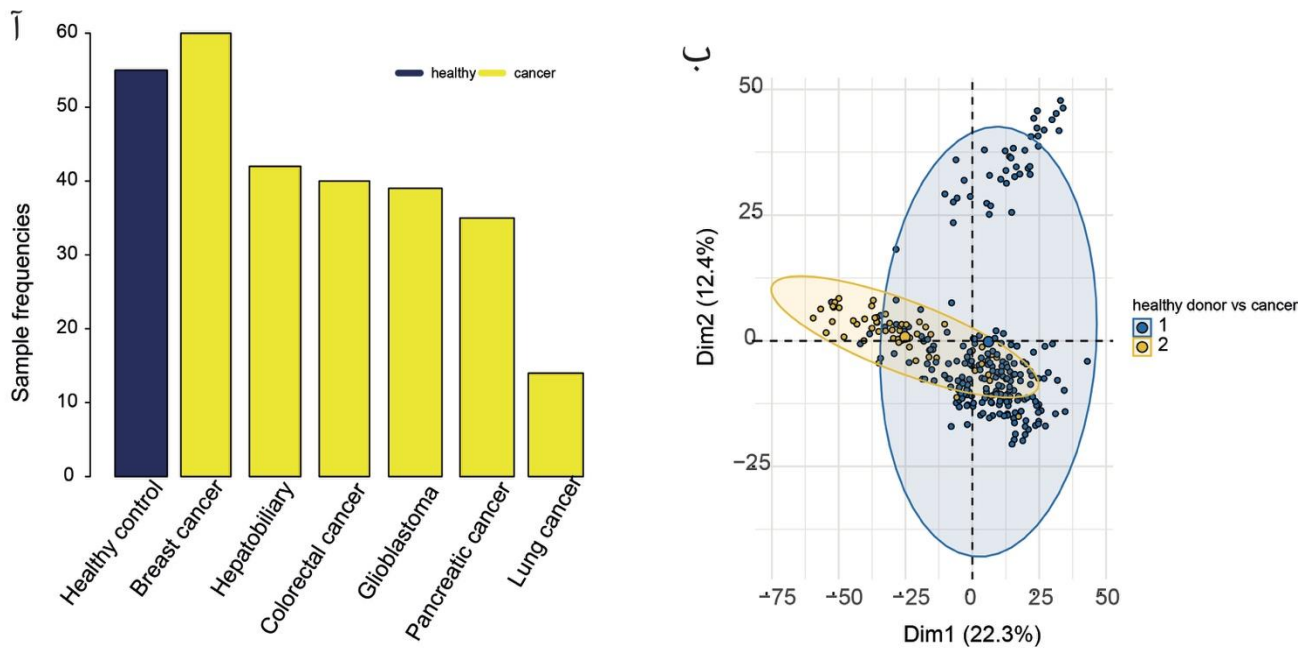 آ
60
50
40
30
20
10
0
Sample frequencies
healthy cancer
Healthy control
Breast cancer
Hepatobiliary
Colorectal cancer
Glioblastoma
Pancreatic cancer
Lung cancer
ب
50
25
0
−25
Dim2 (12.4%)
−75 −50 −25 0 25 50
Dim1 (22.3%)
healthy donor vs cancer
1
2